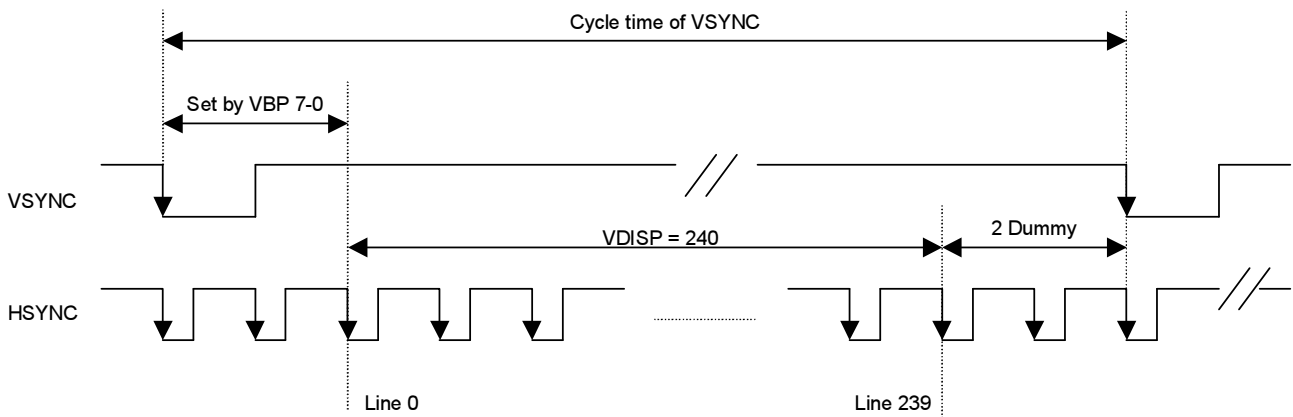 Cycle time of VSYNC
Set by VBP 7-0
VSYNC
VDISP = 240
2 Dummy
HSYNC
Line 0
Line 239